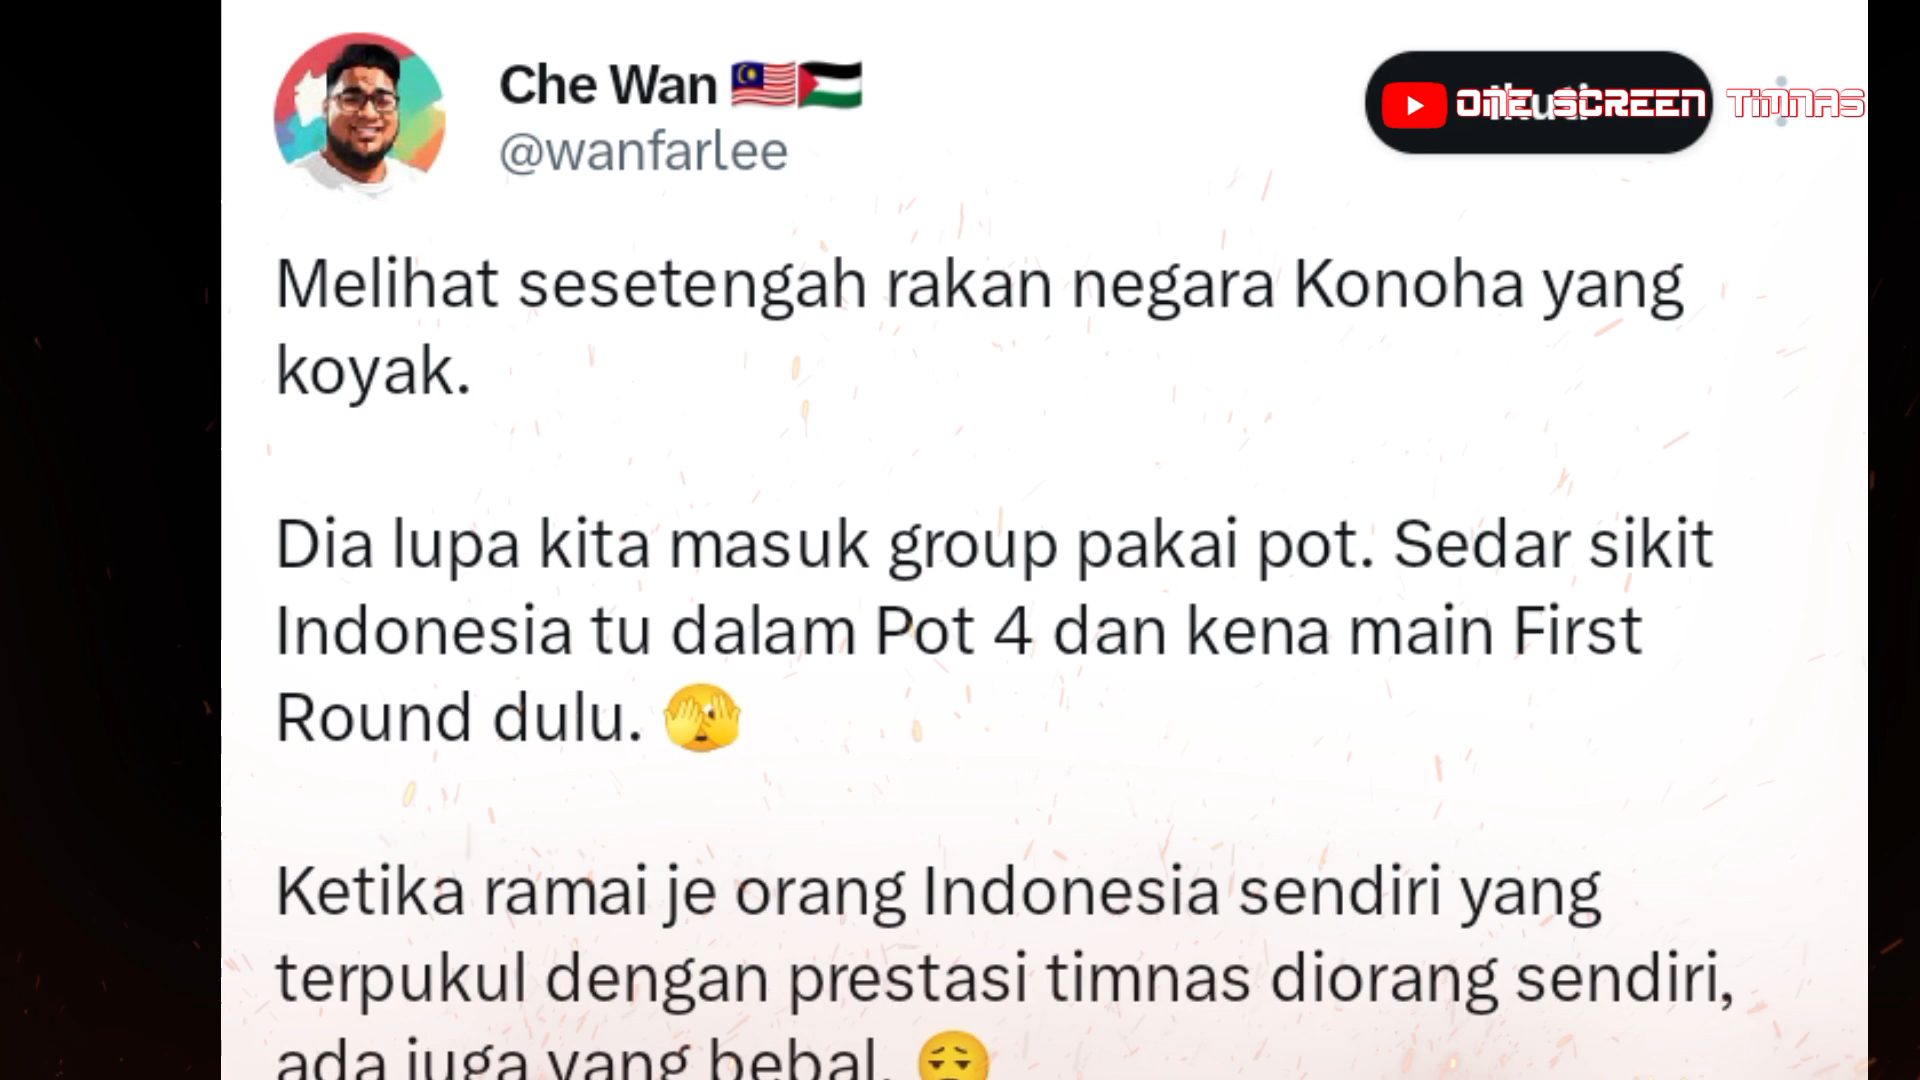 Che Wan 🇲🇾🇵🇸
@wanfarlee
ONE SCREEN TIMNAS
Melihat sesetengah rakan negara Konoha yang
koyak.
Dia lupa kita masuk group pakai pot. Sedar sikit
Indonesia tu dalam Pot 4 dan kena main First
Round dulu. 🫣
Ketika ramai je orang Indonesia sendiri yang
terpukul dengan prestasi timnas diorang sendiri,
ada juga yang bebal. 😌